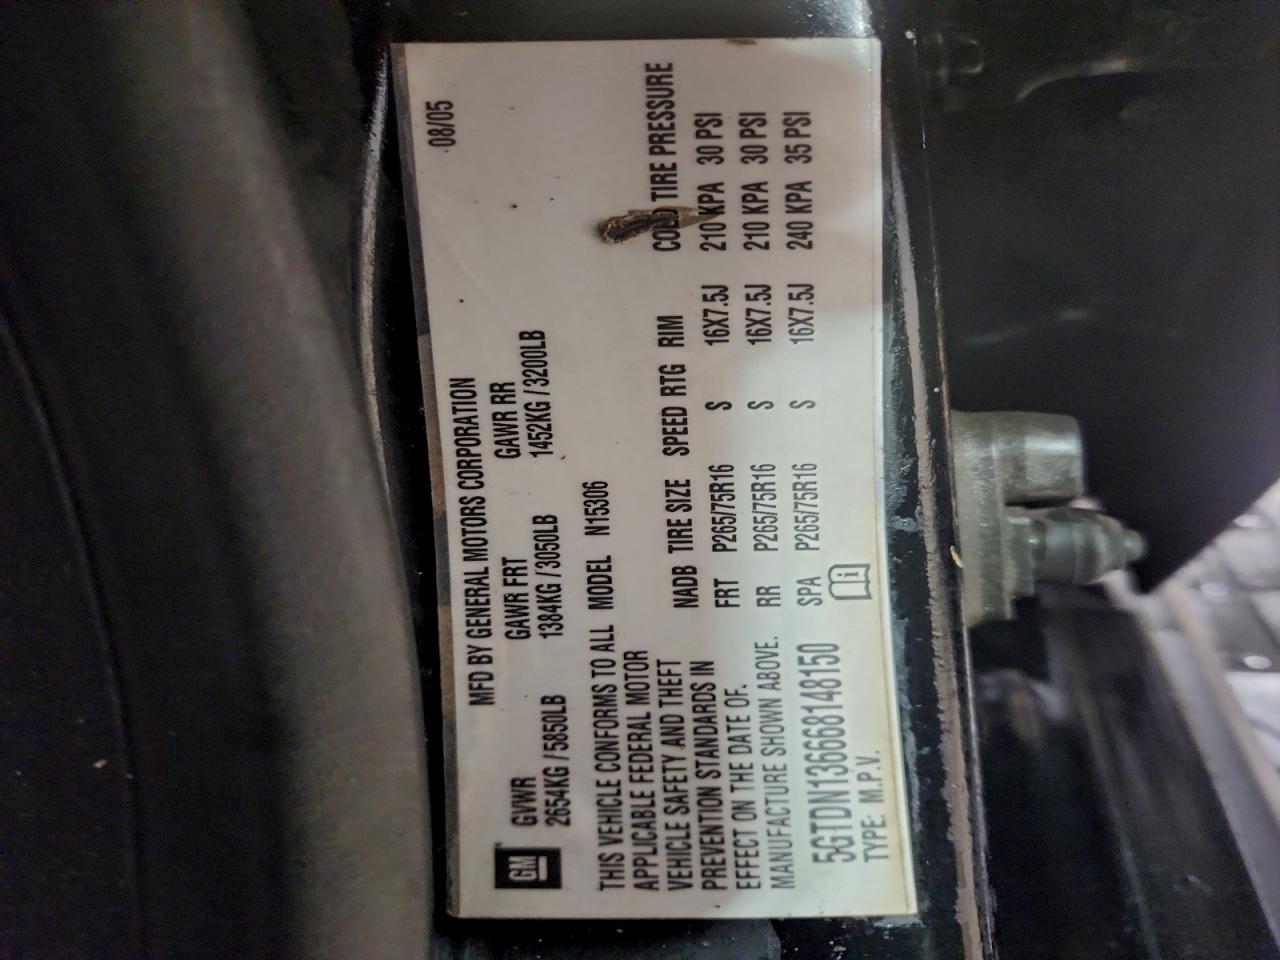 MFD BY GENERAL MOTORS CORPORATION 08/05
GM
GVWR GAWR FRT GAWR RR
2654KG / 5850LB 1384KG / 3050LB 1452KG / 3200LB
THIS VEHICLE CONFORMS TO ALL
APPLICABLE FEDERAL MOTOR
VEHICLE SAFETY AND THEFT
PREVENTION STANDARDS IN
EFFECT ON THE DATE OF.
MANUFACTURE SHOWN ABOVE.
MODEL N15306
NADB TIRE SIZE SPEED RTG RIM COLD TIRE PRESSURE
FRT P265/75R16 S 16X7.5J 210 KPA 30 PSI
RR P265/75R16 S 16X7.5J 210 KPA 30 PSI
SPA P265/75R16 S 16X7.5J 240 KPA 35 PSI
5GTDN136668148150
TYPE: M.P.V.